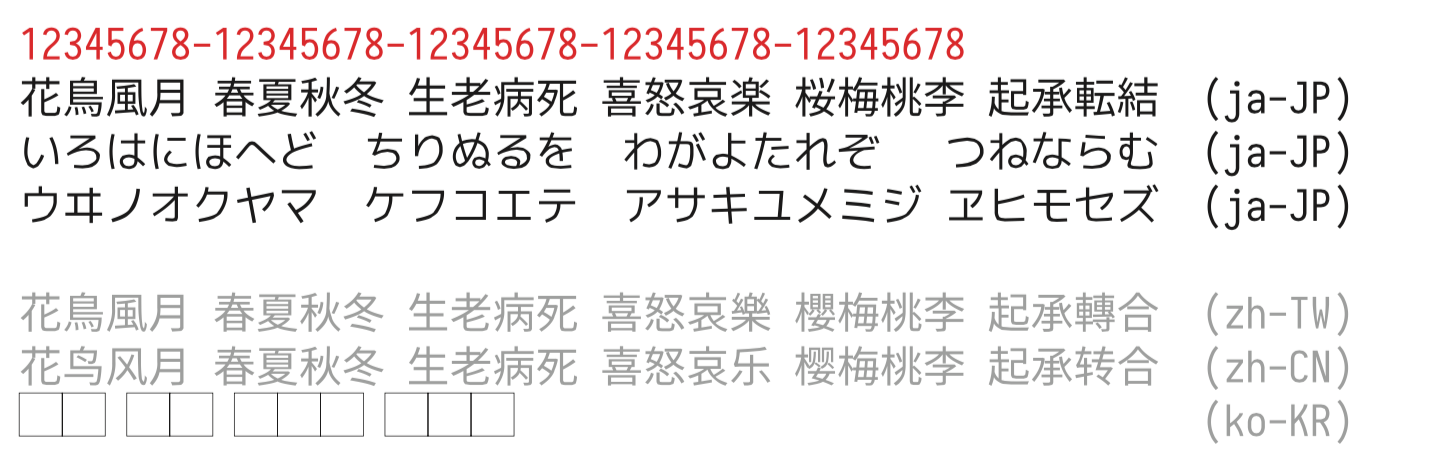 12345678-12345678-12345678-12345678-12345678
花鳥風月 春夏秋冬 生老病死 喜怒哀楽 桜梅桃李 起承転結 (ja-JP)
いろはにほへど　ちりぬるを　わがよたれぞ　 つねならむ (ja-JP)
ウヰノオクヤマ　ケフコエテ　アサキユメミジ ヱヒモセズ (ja-JP)
花鳥風月 春夏秋冬 生老病死 喜怒哀樂 櫻梅桃李 起承轉合 (zh-TW)
花鸟风月 春夏秋冬 生老病死 喜怒哀乐 樱梅桃李 起承转合 (zh-CN)
(ko-KR)